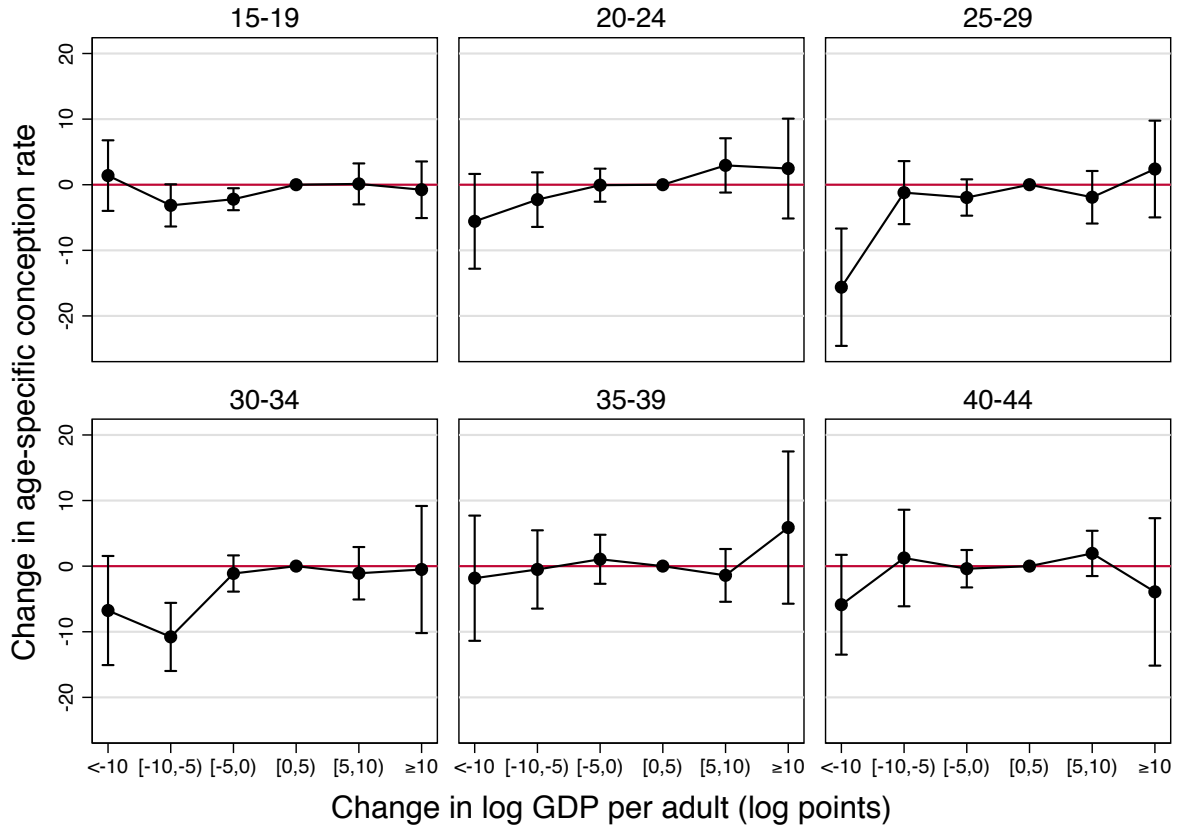 15-19 20-24 25-29
20
10
0
-10
-20
30-34 35-39 40-44
20
10
0
-10
-20
<-10 [-10,-5) [-5,0) [0,5) [5,10) ≥10 <-10 [-10,-5) [-5,0) [0,5) [5,10) ≥10 <-10 [-10,-5) [-5,0) [0,5) [5,10) ≥10
Change in age-specific conception rate
Change in log GDP per adult (log points)